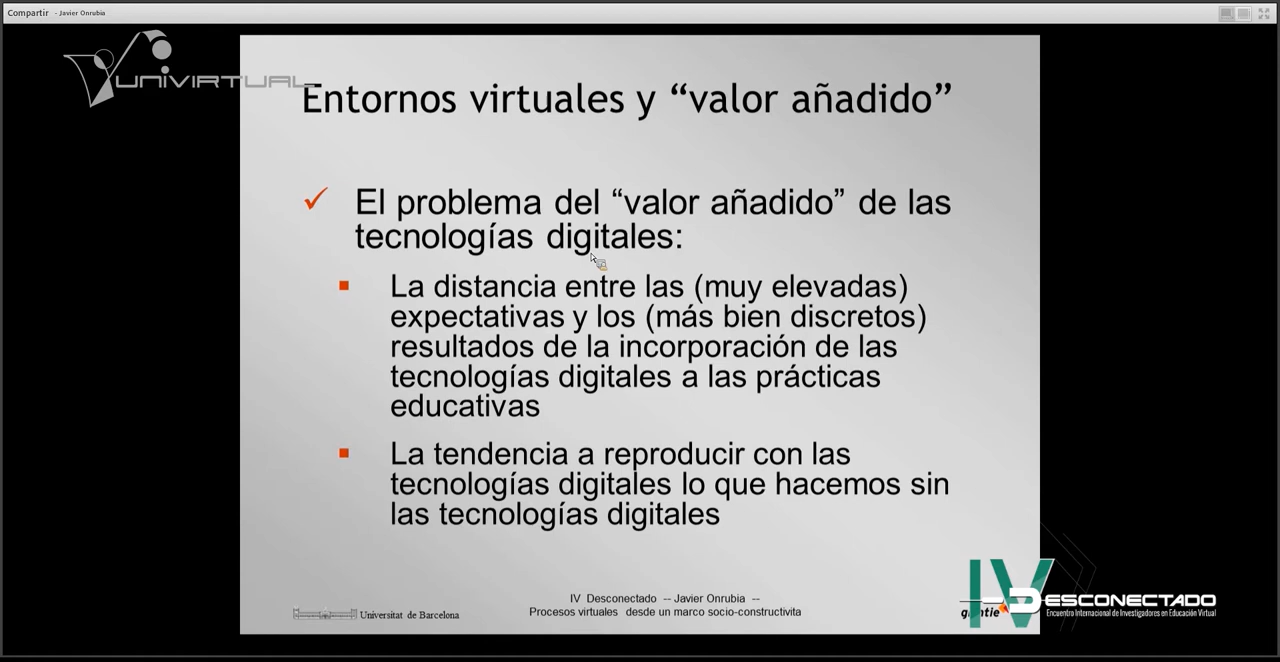 Compartir - Javier Onrubia
UNIVIRTUAL
Entornos virtuales y “valor añadido”
El problema del “valor añadido” de las
tecnologías digitales:
La distancia entre las (muy elevadas)
expectativas y los (más bien discretos)
resultados de la incorporación de las
tecnologías digitales a las prácticas
educativas
La tendencia a reproducir con las
tecnologías digitales lo que hacemos sin
las tecnologías digitales
IV Desconectado -- Javier Onrubia --
Procesos virtuales desde un marco socio-constructivita
Universitat de Barcelona
IV DESCONECTADO
Encuentro Internacional de Investigadores en Educación Virtual